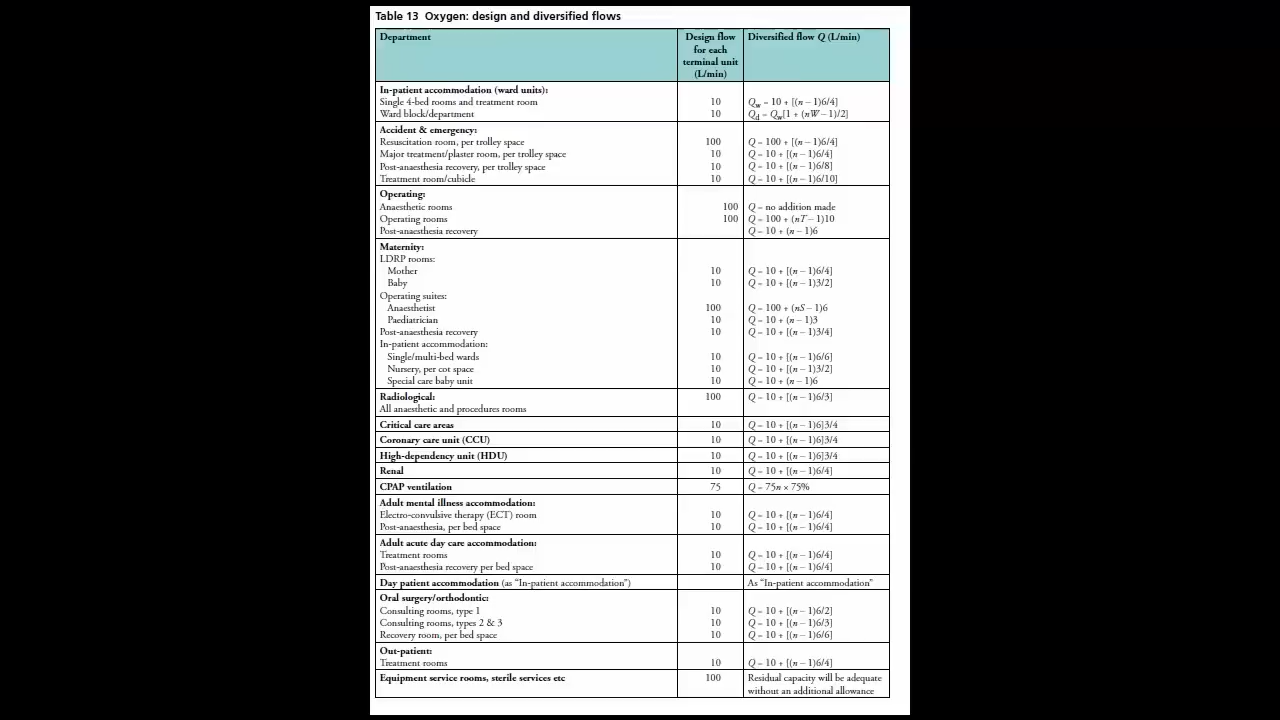 Table 13 Oxygen: design and diversified flows
Department Design flow for each terminal unit (L/min) Diversified flow Q (L/min)
In-patient accommodation (ward units):
Single 4-bed rooms and treatment room 10 Qw = 10 + [(n – 1)6/4]
Ward block/department 10 Qd = Qw[1 + (nW – 1)/2]
Accident & emergency:
Resuscitation room, per trolley space 100 Q = 100 + [(n – 1)6/4]
Major treatment/plaster room, per trolley space 10 Q = 10 + [(n – 1)6/4]
Post-anaesthesia recovery, per trolley space 10 Q = 10 + [(n – 1)6/8]
Treatment room/cubicle 10 Q = 10 + [(n – 1)6/10]
Operating:
Anaesthetic rooms 100 Q = no addition made
Operating rooms 100 Q = 100 + (nT – 1)10
Post-anaesthesia recovery Q = 10 + (n – 1)6
Maternity:
LDRP rooms:
Mother 10 Q = 10 + [(n – 1)6/4]
Baby 10 Q = 10 + [(n – 1)3/2]
Operating suites:
Anaesthetist 100 Q = 100 + (nS – 1)6
Paediatrician 10 Q = 10 + (n – 1)3
Post-anaesthesia recovery 10 Q = 10 + [(n – 1)3/4]
In-patient accommodation:
Single/multi-bed wards 10 Q = 10 + [(n – 1)6/6]
Nursery, per cot space 10 Q = 10 + [(n – 1)3/2]
Special care baby unit 10 Q = 10 + (n – 1)6
Radiological: 100 Q = 10 + [(n – 1)6/3]
All anaesthetic and procedures rooms
Critical care areas 10 Q = 10 + [(n – 1)6]3/4
Coronary care unit (CCU) 10 Q = 10 + [(n – 1)6]3/4
High-dependency unit (HDU) 10 Q = 10 + [(n – 1)6]3/4
Renal 10 Q = 10 + [(n – 1)6/4]
CPAP ventilation 75 Q = 75n × 75%
Adult mental illness accommodation:
Electro-convulsive therapy (ECT) room 10 Q = 10 + [(n – 1)6/4]
Post-anaesthesia, per bed space 10 Q = 10 + [(n – 1)6/4]
Adult acute day care accommodation:
Treatment rooms 10 Q = 10 + [(n – 1)6/4]
Post-anaesthesia recovery per bed space 10 Q = 10 + [(n – 1)6/4]
Day patient accommodation (as “In-patient accommodation”) As “In-patient accommodation”
Oral surgery/orthodontic:
Consulting rooms, type 1 10 Q = 10 + [(n – 1)6/2]
Consulting rooms, types 2 & 3 10 Q = 10 + [(n – 1)6/3]
Recovery room, per bed space 10 Q = 10 + [(n – 1)6/6]
Out-patient:
Treatment rooms 10 Q = 10 + [(n – 1)6/4]
Equipment service rooms, sterile services etc 100 Residual capacity will be adequate
without an additional allowance